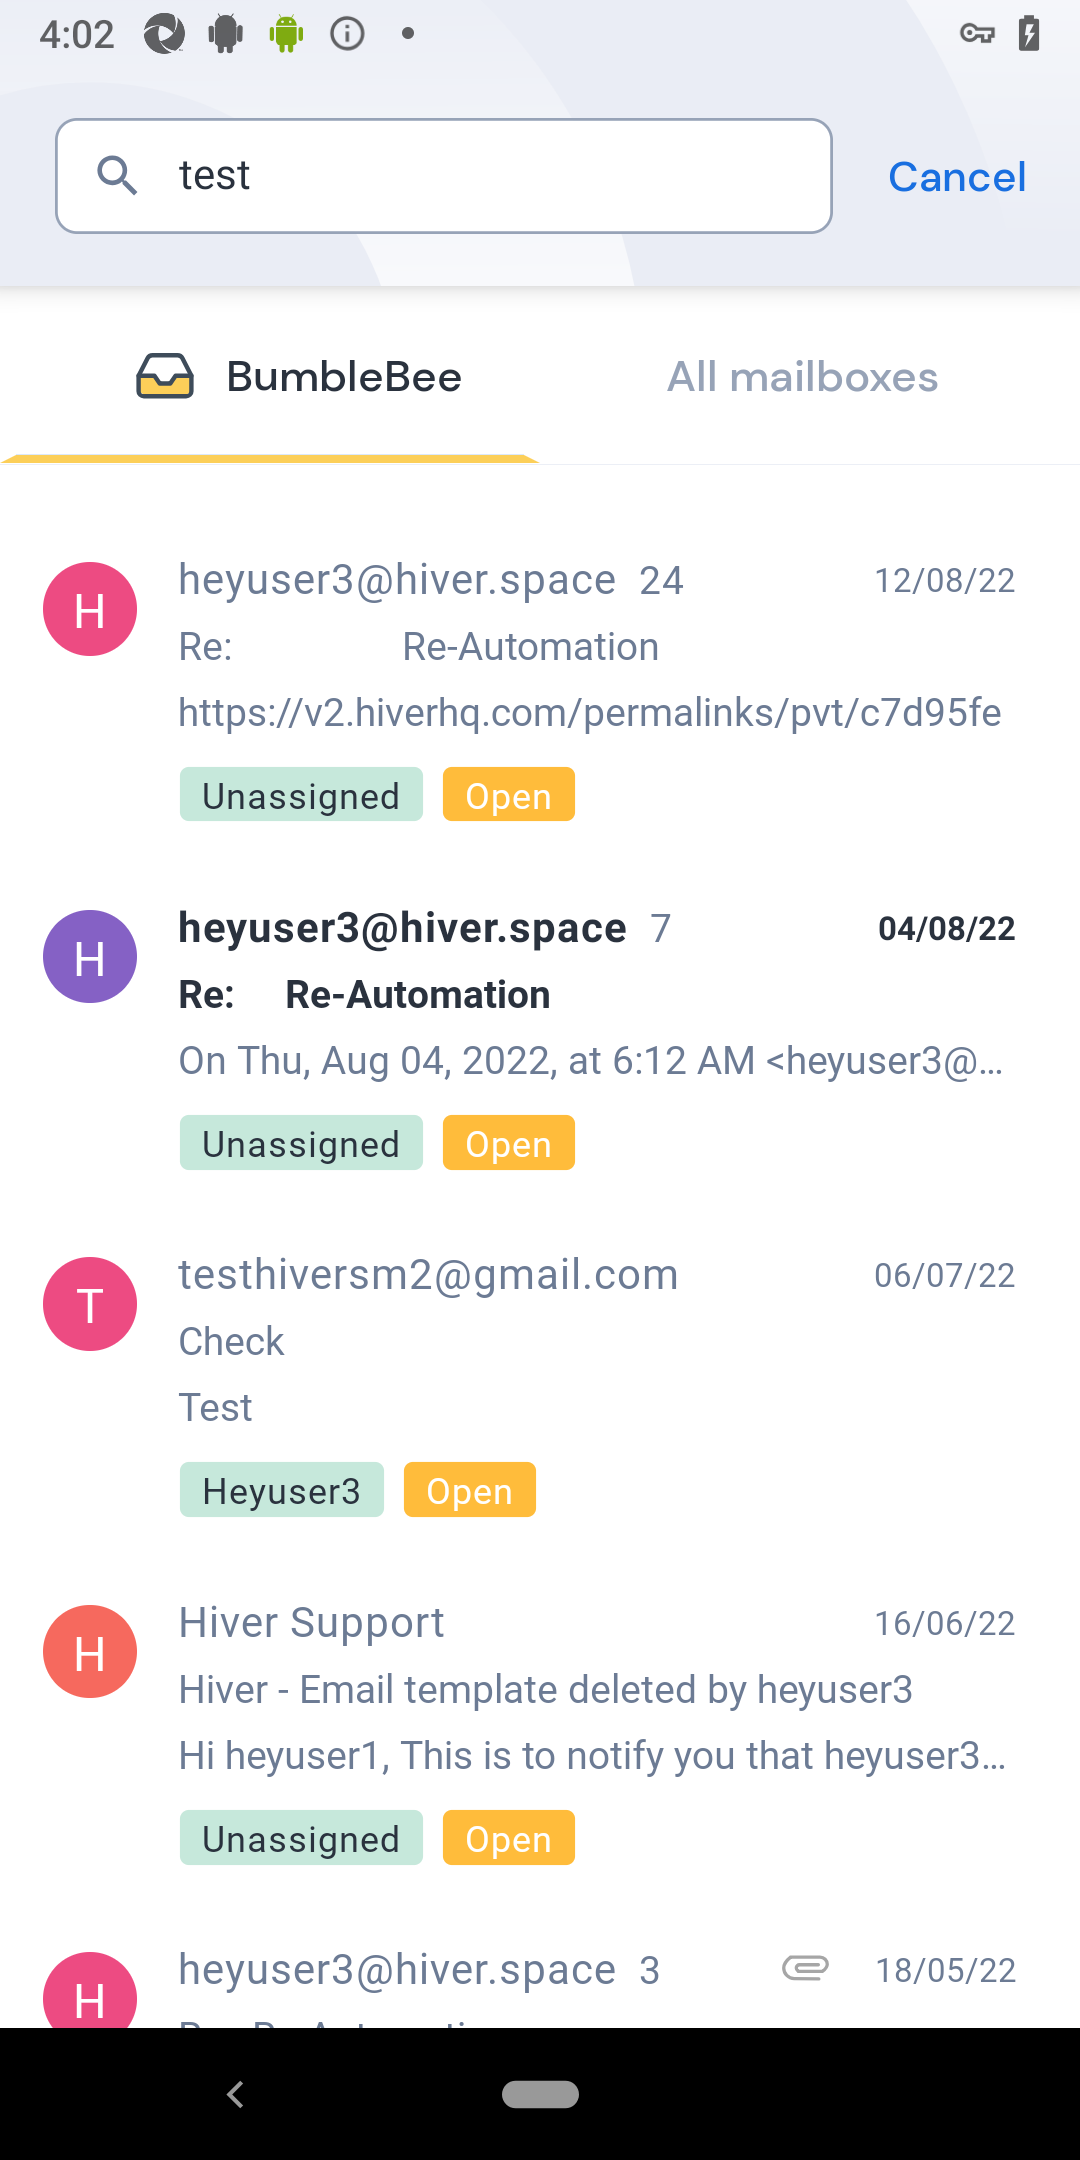 4:02
test
Cancel
BumbleBee
All mailboxes
H
heyuser3@hiver.space 24
12/08/22
Re: Re-Automation
https://v2.hiverhq.com/permalinks/pvt/c7d95fe
Unassigned
Open
H
heyuser3@hiver.space 7
04/08/22
Re: Re-Automation
On Thu, Aug 04, 2022, at 6:12 AM <heyuser3@...
Unassigned
Open
T
testhiversm2@gmail.com
06/07/22
Check
Test
Heyuser3
Open
H
Hiver Support
16/06/22
Hiver - Email template deleted by heyuser3
Hi heyuser1, This is to notify you that heyuser3...
Unassigned
Open
H
heyuser3@hiver.space 3
18/05/22